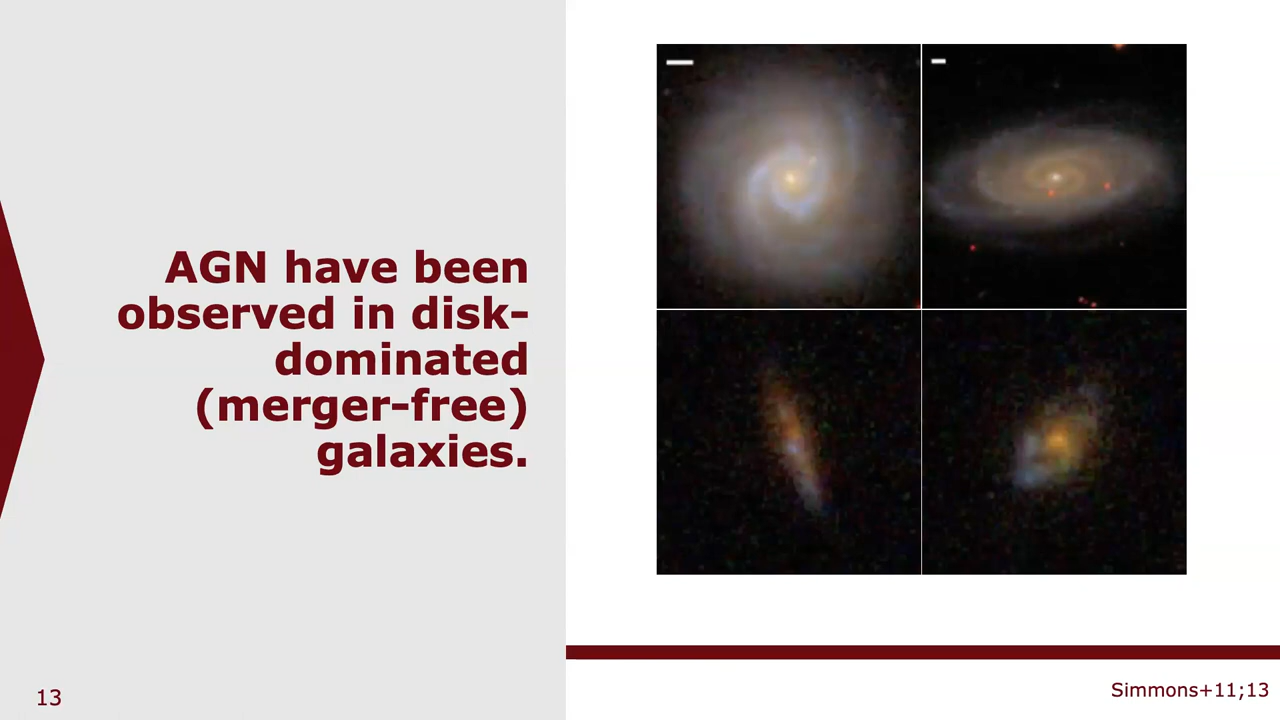 AGN have been
observed in disk-
dominated
(merger-free)
galaxies.
13
Simmons+11;13